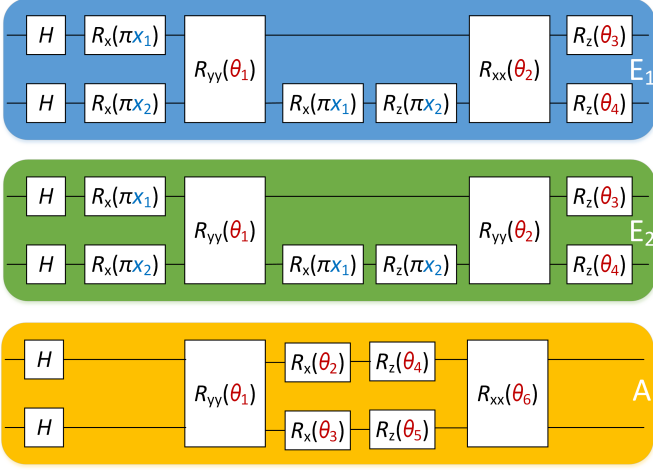 H Rx(πx1) Ryy(θ1) Rxx(θ2) Rz(θ3)
E1
H Rx(πx2) Rx(πx1) Rz(πx2) Rz(θ4)
H Rx(πx1) Ryy(θ1) Ryy(θ2) Rz(θ3)
E2
H Rx(πx2) Rx(πx1) Rz(πx2) Rz(θ4)
H Ryy(θ1) Rx(θ2) Rz(θ4) Rxx(θ6)
A
H Rx(θ3) Rz(θ5)